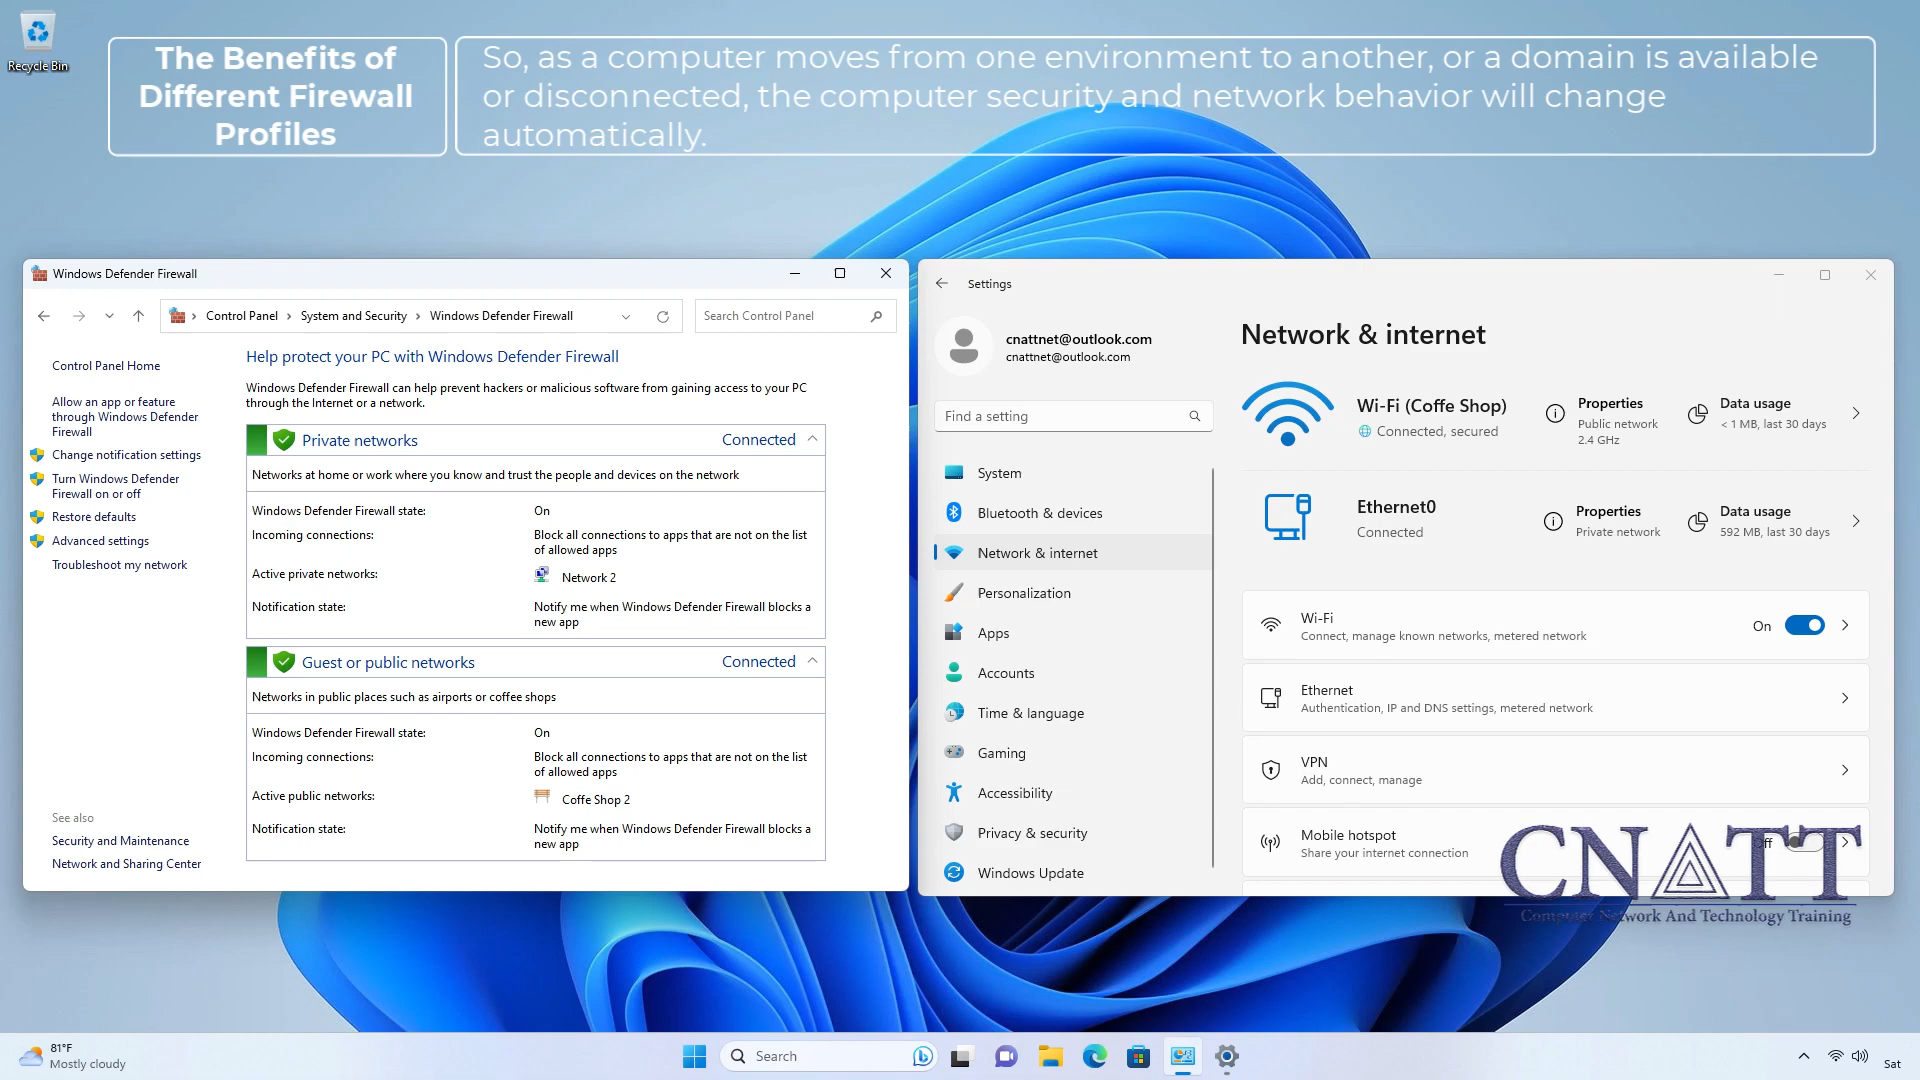 Recycle Bin
The Benefits of
Different Firewall
Profiles
So, as a computer moves from one environment to another, or a domain is available
or disconnected, the computer security and network behavior will change
automatically.
Windows Defender Firewall
Control Panel > System and Security > Windows Defender Firewall
Search Control Panel
Control Panel Home
Allow an app or feature
through Windows Defender
Firewall
Change notification settings
Turn Windows Defender
Firewall on or off
Restore defaults
Advanced settings
Troubleshoot my network
See also
Security and Maintenance
Network and Sharing Center
Help protect your PC with Windows Defender Firewall
Windows Defender Firewall can help prevent hackers or malicious software from gaining access to your PC
through the Internet or a network.
Private networks Connected
Networks at home or work where you know and trust the people and devices on the network
Windows Defender Firewall state: On
Incoming connections: Block all connections to apps that are not on the list
of allowed apps
Active private networks: Network 2
Notification state: Notify me when Windows Defender Firewall blocks a
new app
Guest or public networks Connected
Networks in public places such as airports or coffee shops
Windows Defender Firewall state: On
Incoming connections: Block all connections to apps that are not on the list
of allowed apps
Active public networks: Coffe Shop 2
Notification state: Notify me when Windows Defender Firewall blocks a
new app
Settings
cnattnet@outlook.com
cnattnet@outlook.com
Find a setting
System
Bluetooth & devices
Network & internet
Personalization
Apps
Accounts
Time & language
Gaming
Accessibility
Privacy & security
Windows Update
Network & internet
Wi-Fi (Coffe Shop)
Connected, secured
Properties
Public network
2.4 GHz
Data usage
< 1 MB, last 30 days
Ethernet0
Connected
Properties
Private network
Data usage
592 MB, last 30 days
Wi-Fi
Connect, manage known networks, metered network
On
Ethernet
Authentication, IP and DNS settings, metered network
VPN
Add, connect, manage
Mobile hotspot
Share your internet connection
Off
CNATT
Computer Network And Technology Training
81°F
Mostly cloudy
Search
Sat